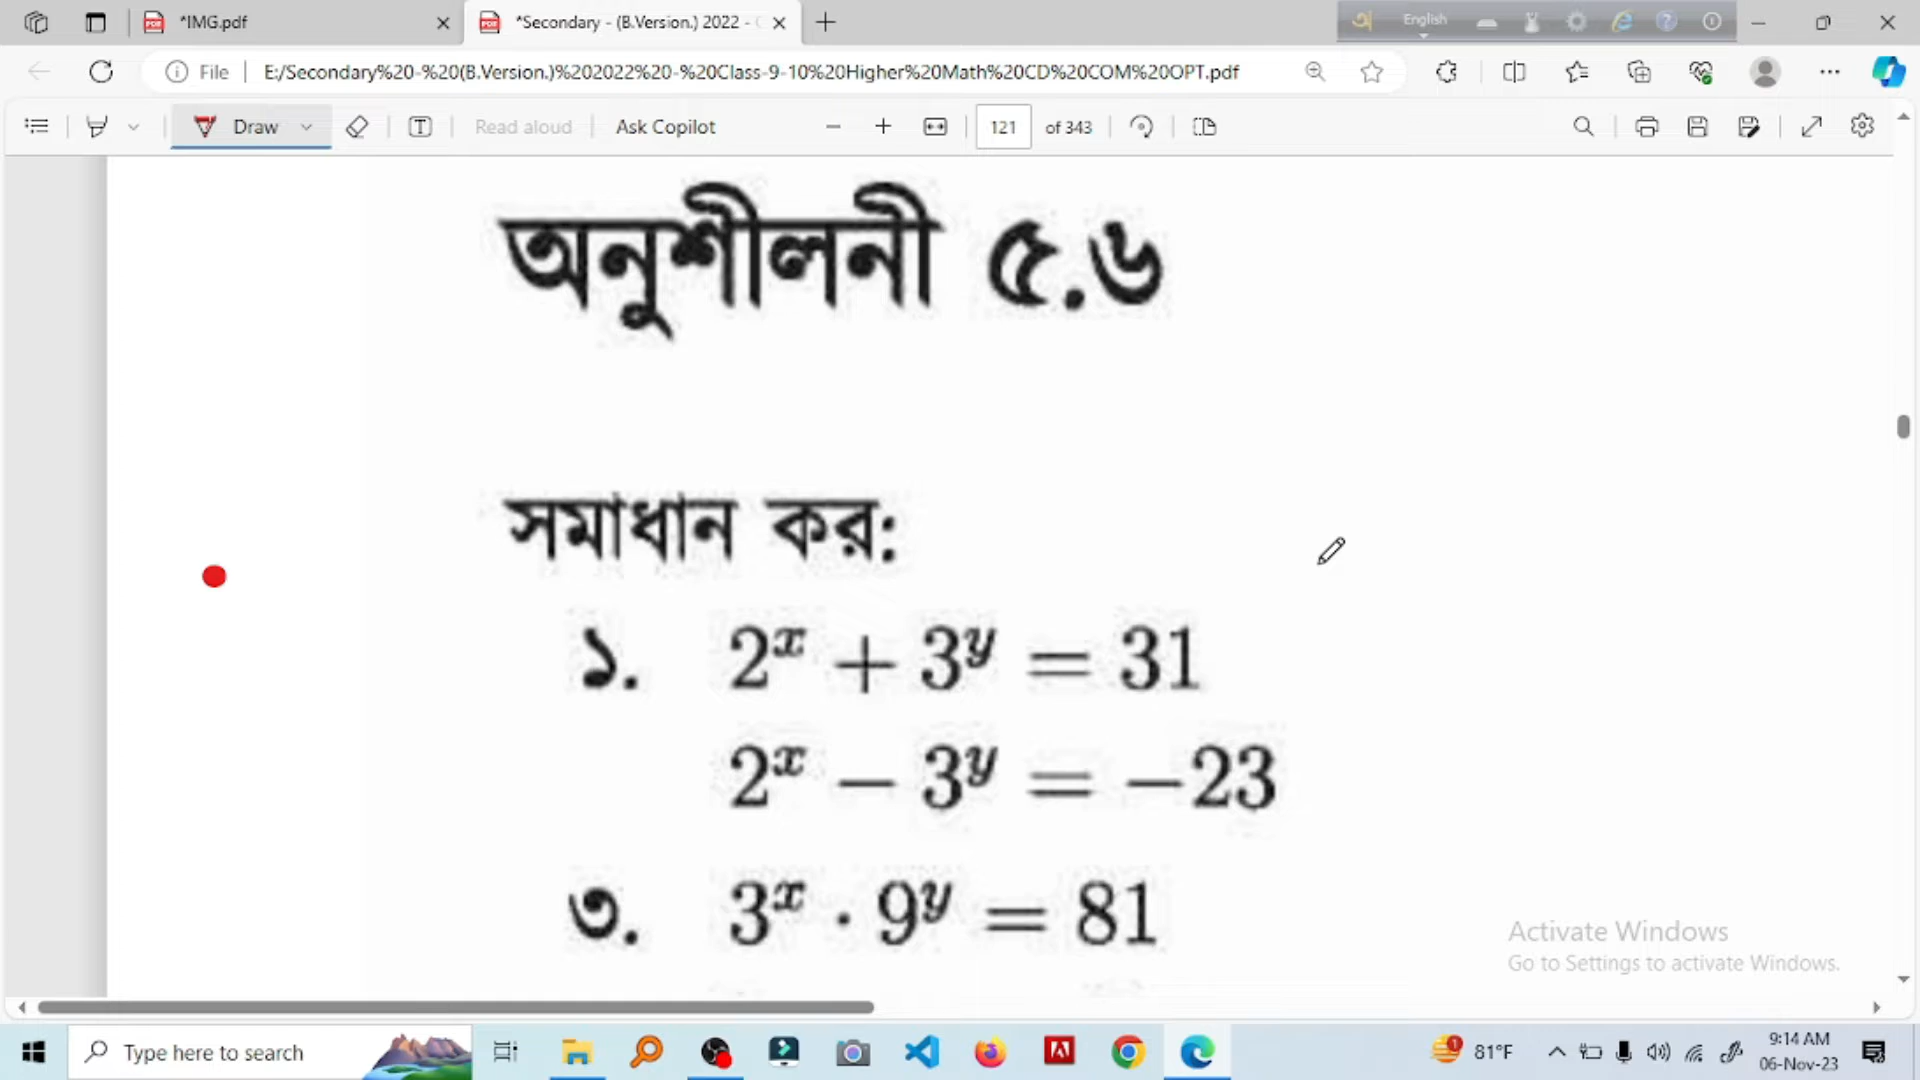 *IMG.pdf
*Secondary - (B.Version.) 2022 -
English
File
E:/Secondary%20-%20(B.Version.)%202022%20-%20Class-9-10%20Higher%20Math%20CD%20COM%20OPT.pdf
Draw
Read aloud
Ask Copilot
121 of 343
অনুশীলনী ৫.৬
সমাধান কর:
১. 2^x + 3^y = 31
2^x − 3^y = −23
৩. 3^x · 9^y = 81
Activate Windows
Go to Settings to activate Windows.
Type here to search
81°F
9:14 AM
06-Nov-23